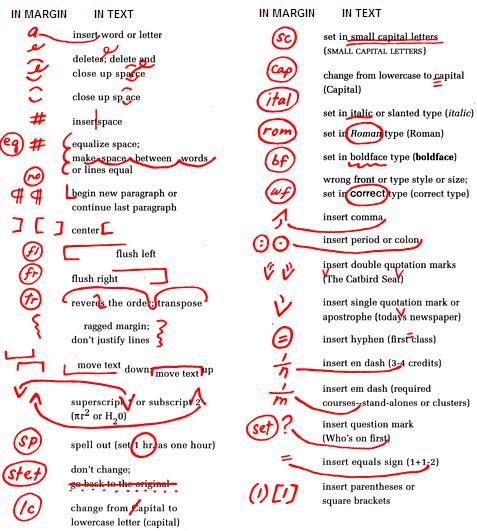 IN MARGIN IN TEXT
a insert word or letter
deletes; delete and
close up sparce
close up sp ace
# insertspace
eq # equalize space;
make space between words
no or lines equal
¶ ¶ begin new paragraph or
continue last paragraph
] [ ] center [
fl flush left
fr flush right
tr reveres the order; transpose
ragged margin;
don't justify lines
move text down; move text up
superscript 1 or subscript 2
(πr² or H₂0)
sp spell out (set 1 hr. as one hour)
stet don't change;
go back to the original
lc change from Capital to
lowercase letter (capital)
IN MARGIN IN TEXT
sc set in small capital letters
(SMALL CAPITAL LETTERS)
cap change from lowercase to capital
(Capital)
ital set in italic or slanted type (italic)
rom set in Roman type (Roman)
bf set in boldface type (boldface)
wrong front or type style or size;
wf set in correct type (correct type)
insert comma
: . insert period or colon
insert double quotation marks
(The Catbird Seat)
insert single quotation mark or
apostrophe (todays newspaper)
= insert hyphen (first class)
1/n insert en dash (3-4 credits)
1/m insert em dash (required
courses–stand-alones or clusters)
set ? insert question mark
(Who's on first)
= insert equals sign (1+1-2)
() [] insert parentheses or
square brackets